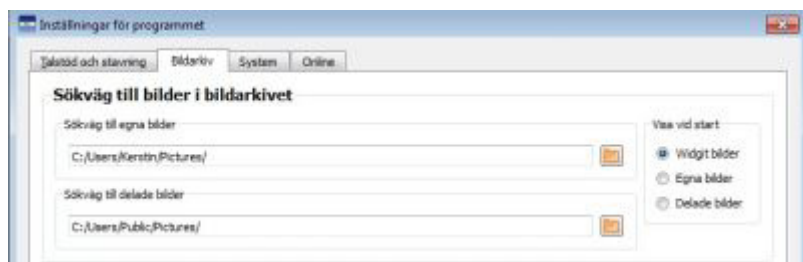 Inställningar för programmet
Talstöd och stavning Bildarkiv System Online
Sökväg till bilder i bildarkivet
Sökväg till egna bilder
C:/Users/Kerstin/Pictures/
Sökväg till delade bilder
C:/Users/Public/Pictures/
Visa vid start
Widgit bilder
Egna bilder
Delade bilder